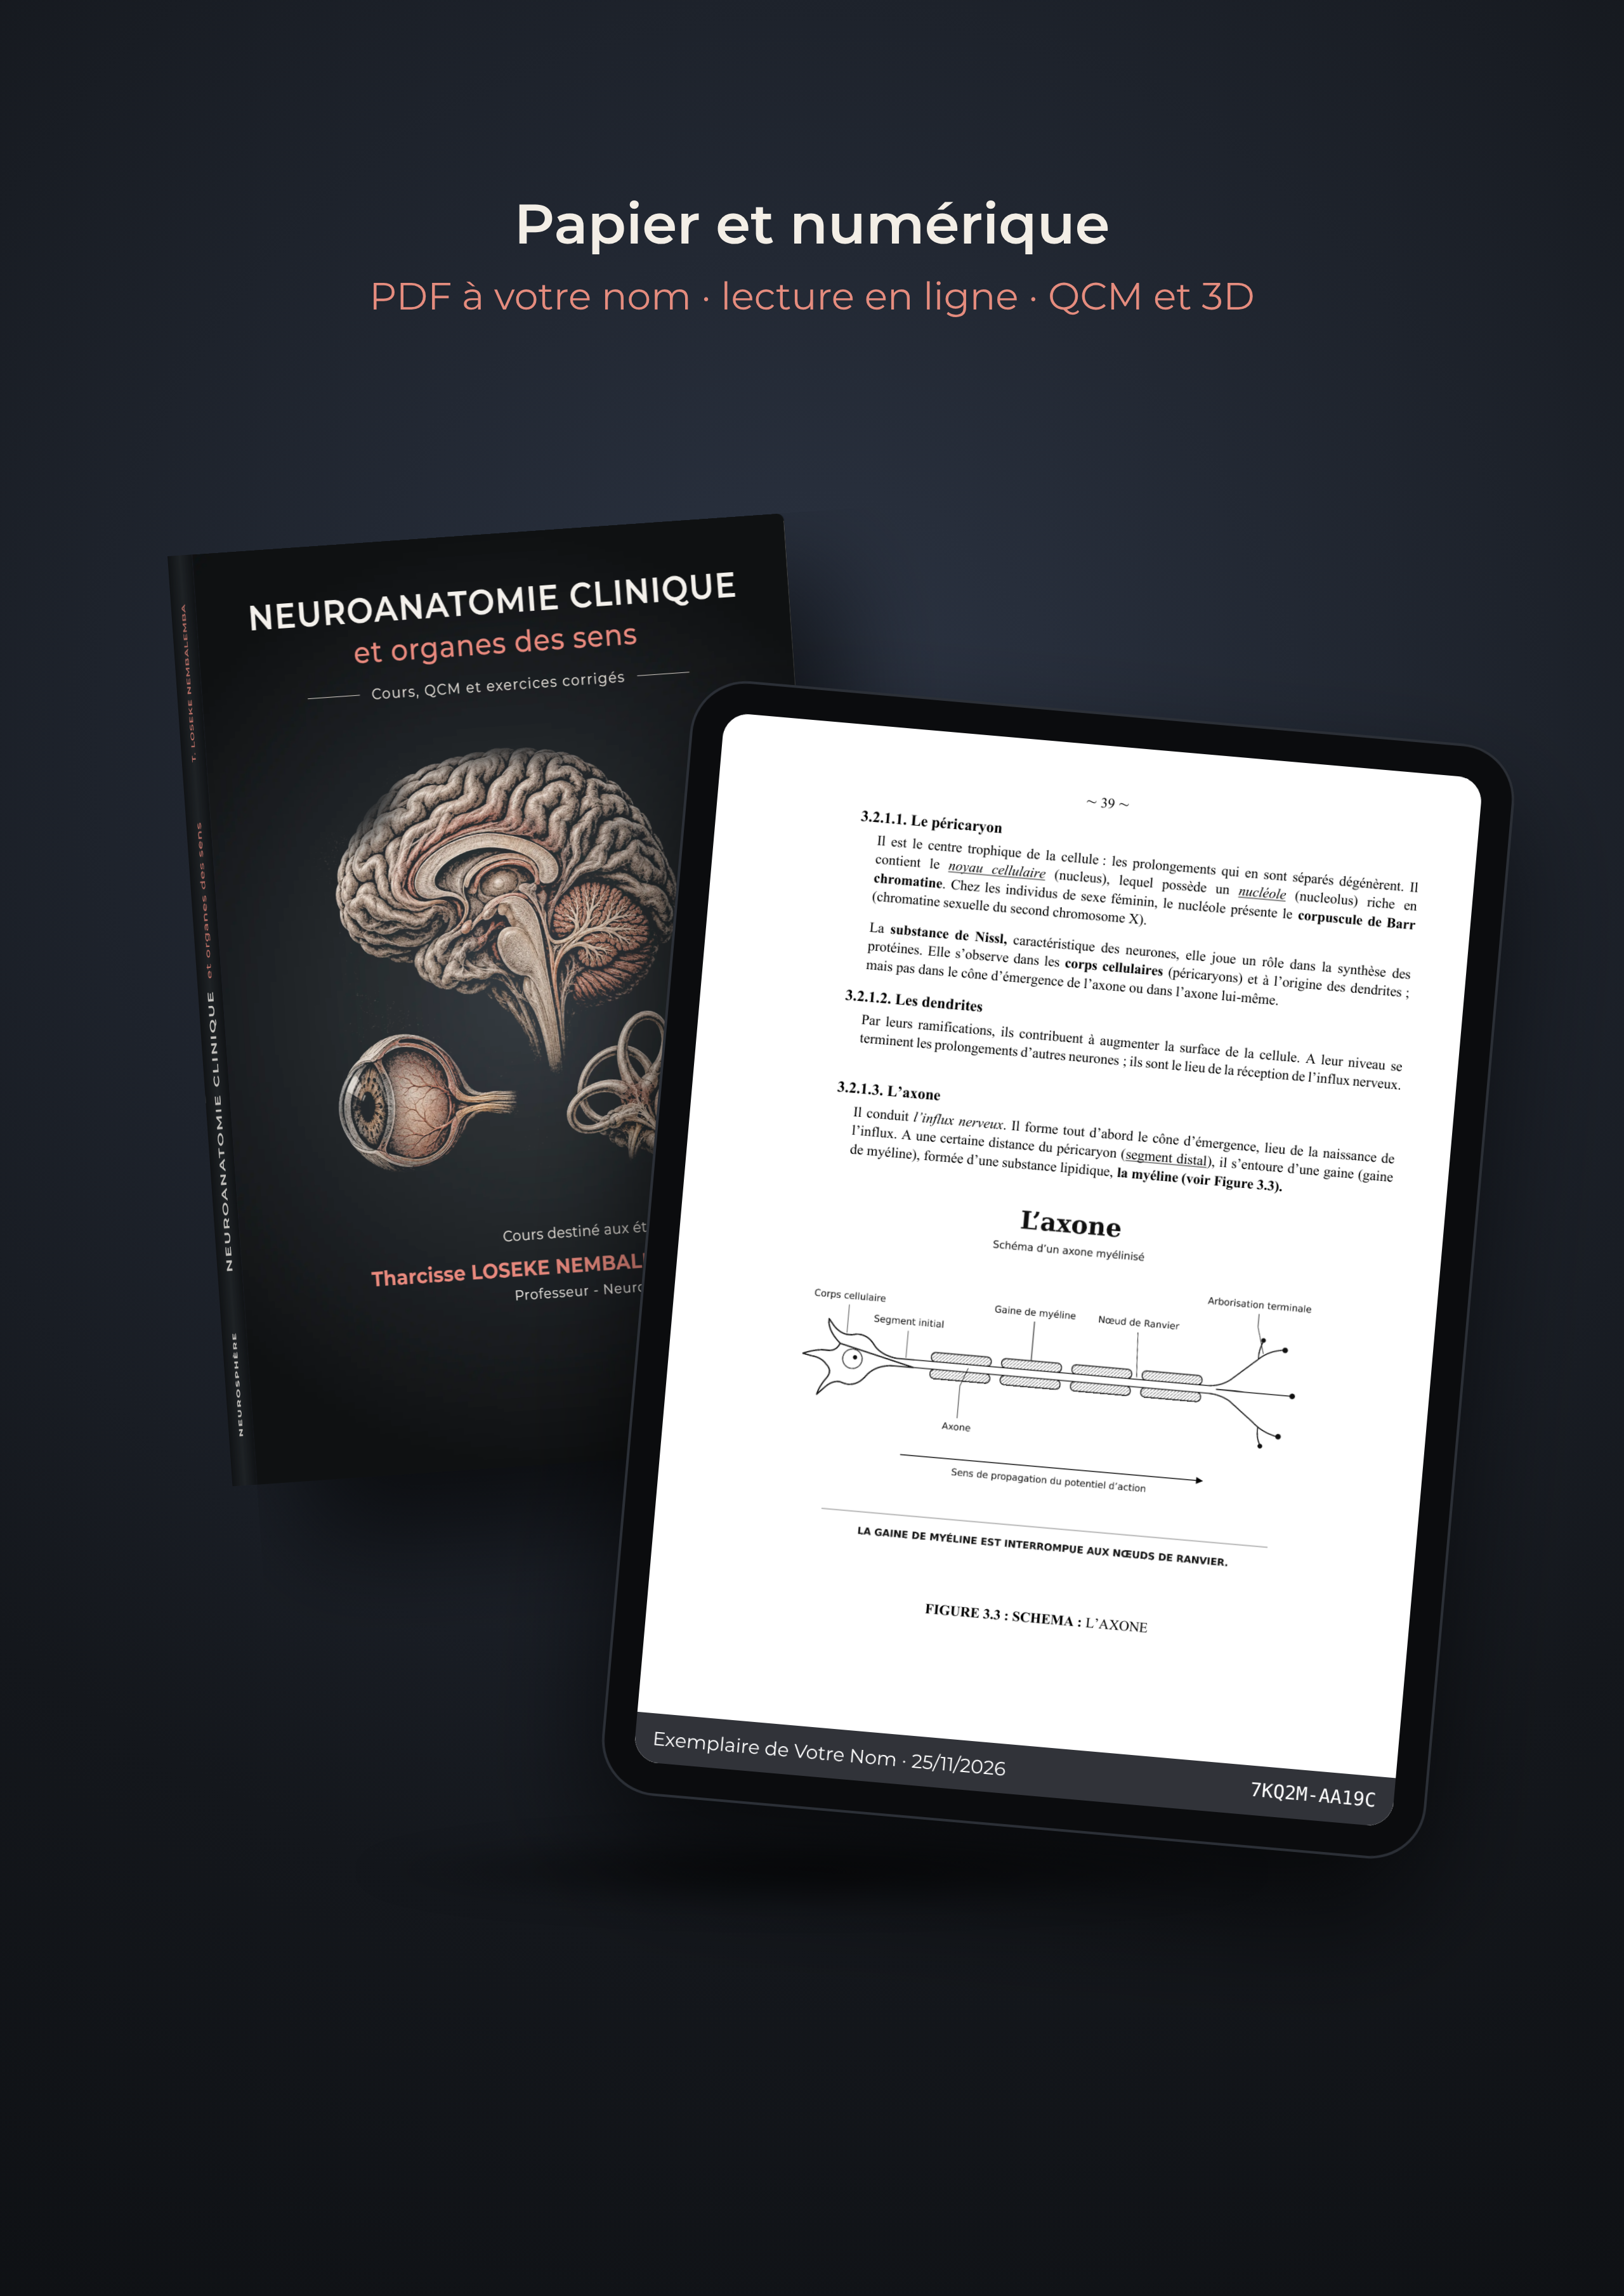 Papier et numérique
PDF à votre nom · lecture en ligne · QCM et 3D
T. LOSEKE NEMBALEMBA
NEUROANATOMIE CLINIQUE et organes des sens
NEUROSPHÈRE
NEUROANATOMIE CLINIQUE
et organes des sens
Cours, QCM et exercices corrigés
Cours destiné aux ét
Tharcisse LOSEKE NEMBAL
Professeur - Neuro
~ 39 ~
3.2.1.1. Le péricaryon
Il est le centre trophique de la cellule : les prolongements qui en sont séparés dégénèrent. Il
contient le noyau cellulaire (nucleus), lequel possède un nucléole (nucleolus) riche en
chromatine. Chez les individus de sexe féminin, le nucléole présente le corpuscule de Barr
(chromatine sexuelle du second chromosome X).
La substance de Nissl, caractéristique des neurones, elle joue un rôle dans la synthèse des
protéines. Elle s’observe dans les corps cellulaires (péricaryons) et à l’origine des dendrites ;
mais pas dans le cône d’émergence de l’axone ou dans l’axone lui-même.
3.2.1.2. Les dendrites
Par leurs ramifications, ils contribuent à augmenter la surface de la cellule. A leur niveau se
terminent les prolongements d’autres neurones ; ils sont le lieu de la réception de l’influx nerveux.
3.2.1.3. L’axone
Il conduit l’influx nerveux. Il forme tout d’abord le cône d’émergence, lieu de la naissance de
l’influx. A une certaine distance du péricaryon (segment distal), il s’entoure d’une gaine (gaine
de myéline), formée d’une substance lipidique, la myéline (voir Figure 3.3).
L’axone
Schéma d’un axone myélinisé
Corps cellulaire
Segment initial
Gaine de myéline
Nœud de Ranvier
Arborisation terminale
Axone
Sens de propagation du potentiel d’action
LA GAINE DE MYÉLINE EST INTERROMPUE AUX NŒUDS DE RANVIER.
FIGURE 3.3 : SCHEMA : L’AXONE
Exemplaire de Votre Nom · 25/11/2026
7KQ2M-AA19C